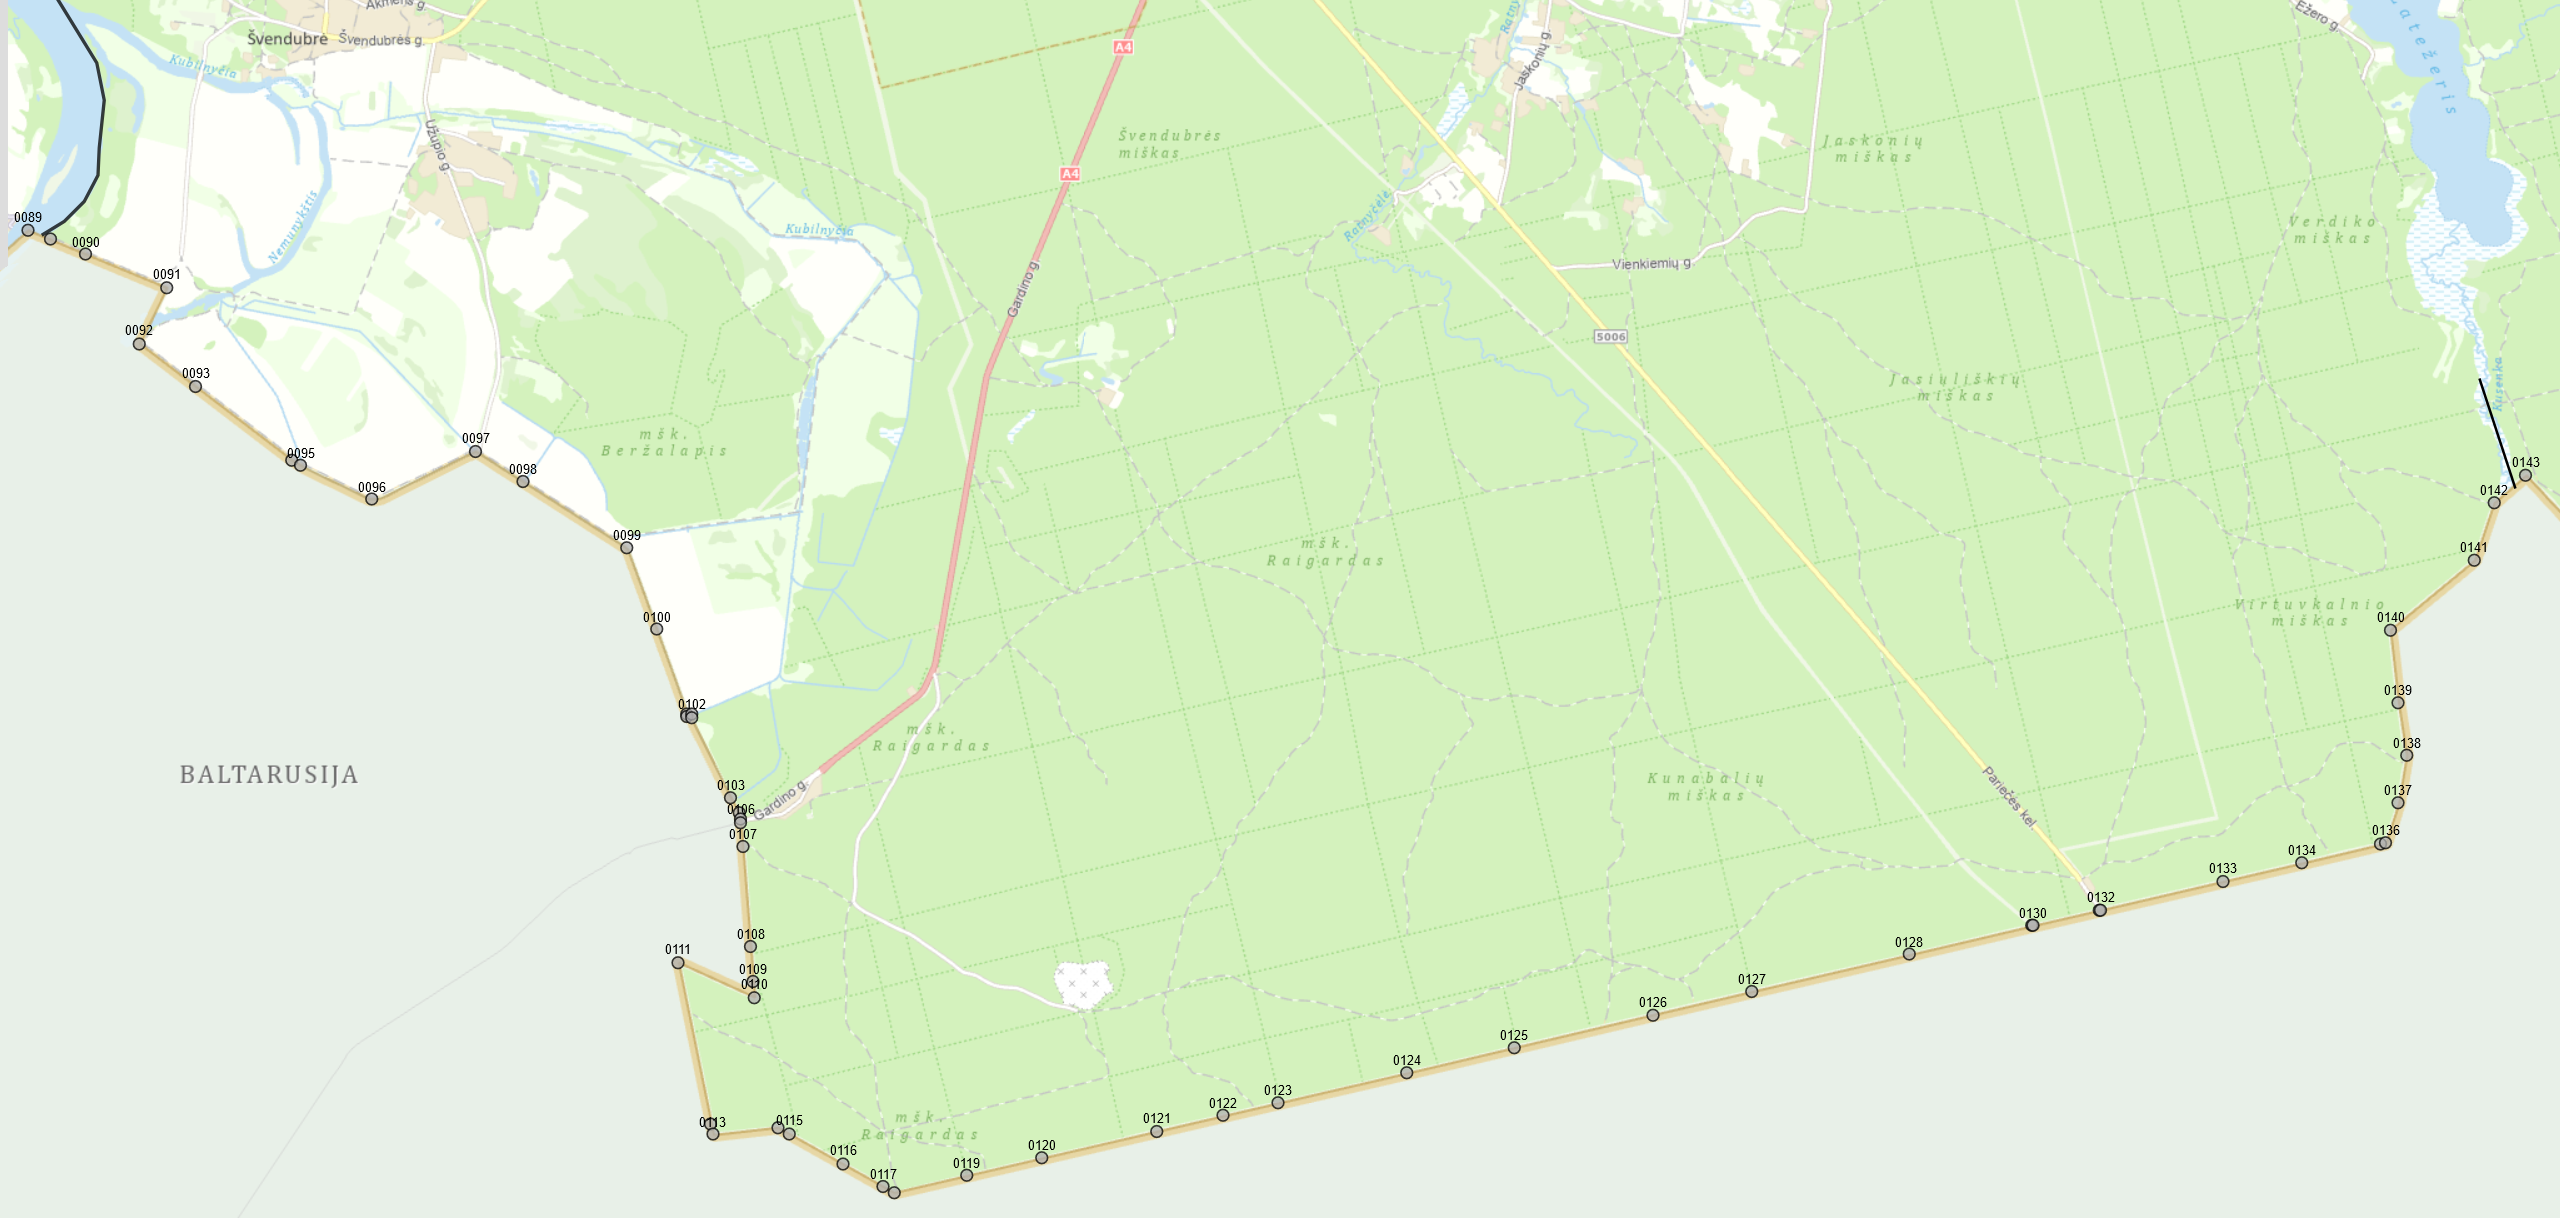 Akmens g.
Švendubrė
Švendubrės g.
Kubilnyčia
Užupio g.
Nemunykštis
Kubilnyčia
A4
A4
Gardino g.
Švendubrės
miškas
Ratnyčėlė
Jaškonių g.
Jaskonių
miškas
Vienkiemių g.
5006
Ežero g.
Latežeris
Verdiko
miškas
Jasiuliškių
miškas
Kusenka
mšk.
Beržalapis
mšk.
Raigardas
Virtuvkalnio
miškas
mšk.
Raigardas
Kunabalių
miškas
Pariečės kel.
Gardino g.
BALTARUSIJA
mšk.
Raigardas
0089
0090
0091
0092
0093
0095
0096
0097
0098
0099
0100
0102
0103
0106
0107
0108
0109
0110
0111
0113
0115
0116
0117
0119
0120
0121
0122
0123
0124
0125
0126
0127
0128
0130
0132
0133
0134
0136
0137
0138
0139
0140
0141
0142
0143